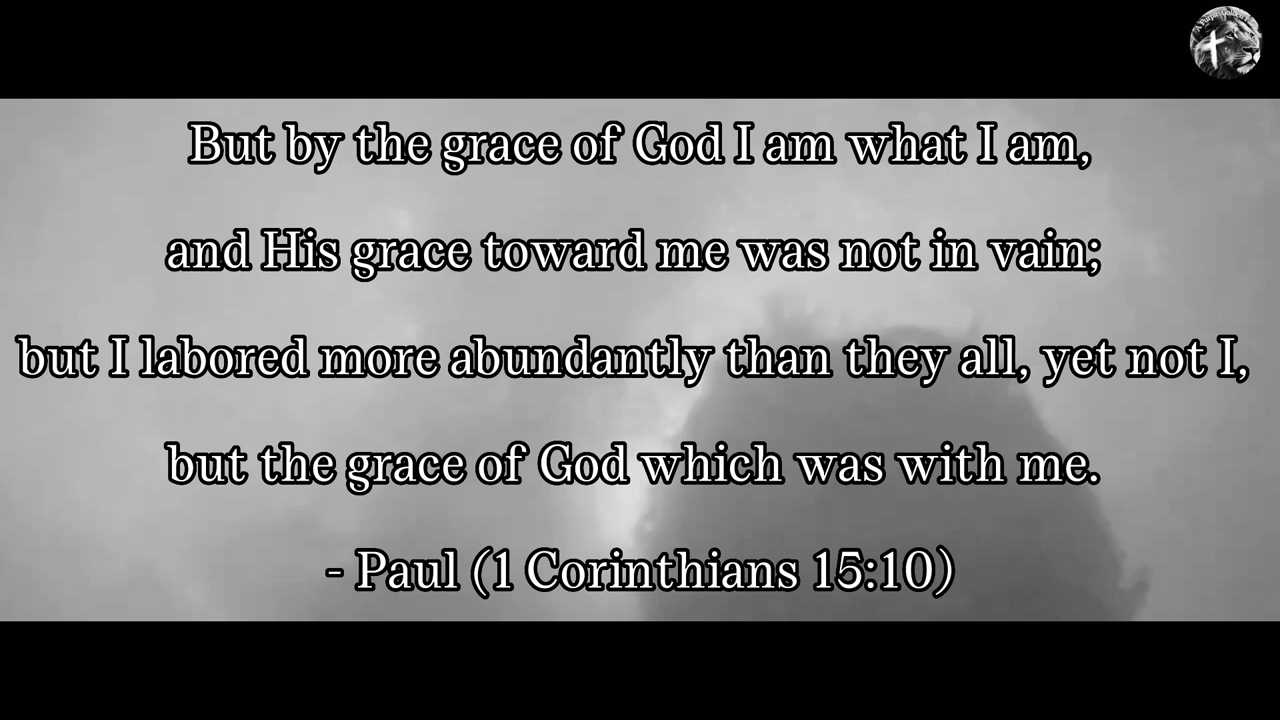 But by the grace of God I am what I am,
and His grace toward me was not in vain;
but I labored more abundantly than they all, yet not I,
but the grace of God which was with me.
- Paul (1 Corinthians 15:10)